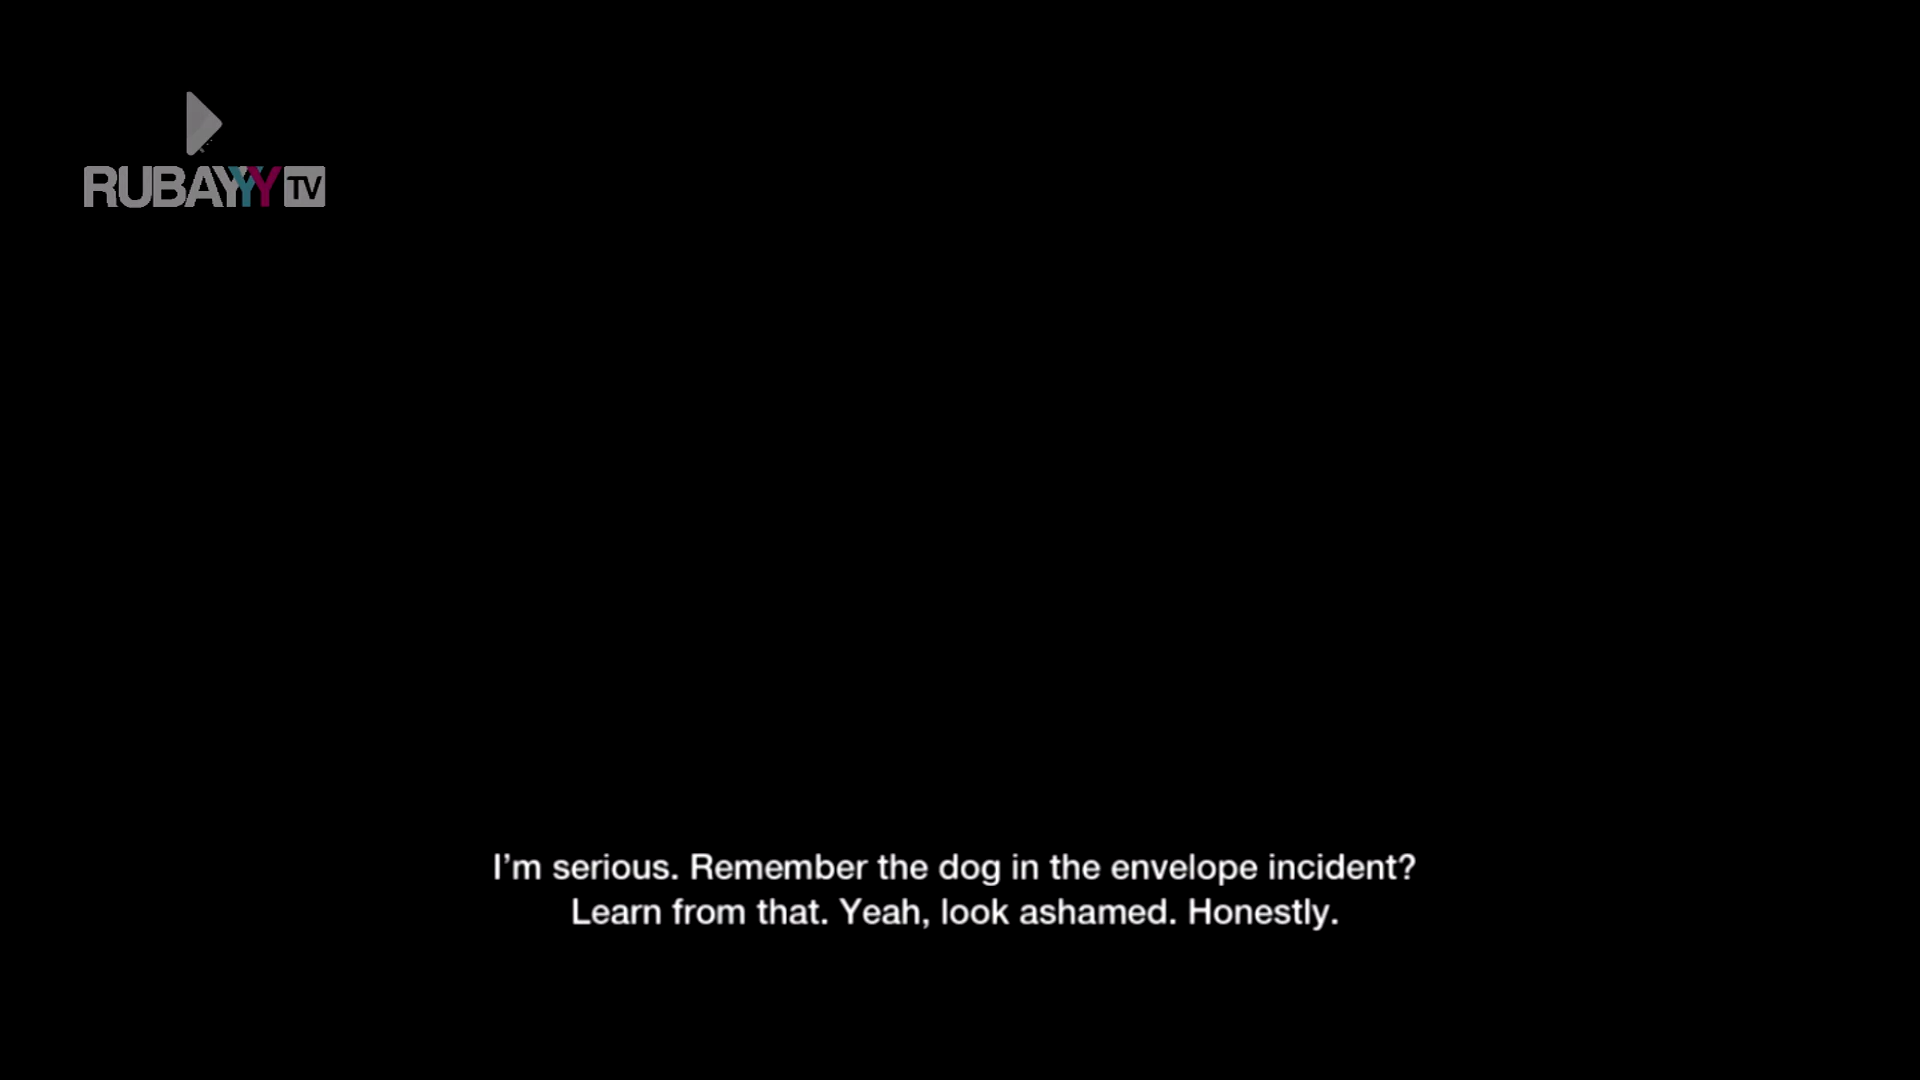 RUBAYYY TV
I’m serious. Remember the dog in the envelope incident?
Learn from that. Yeah, look ashamed. Honestly.